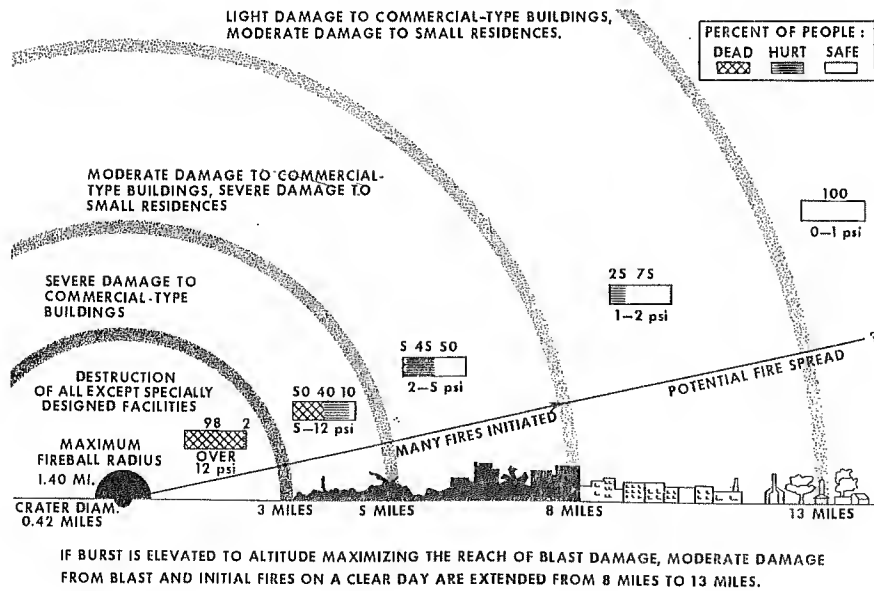 LIGHT DAMAGE TO COMMERCIAL-TYPE BUILDINGS,
MODERATE DAMAGE TO SMALL RESIDENCES.
PERCENT OF PEOPLE :
DEAD HURT SAFE
MODERATE DAMAGE TO COMMERCIAL-
TYPE BUILDINGS, SEVERE DAMAGE TO
SMALL RESIDENCES
100
0–1 psi
SEVERE DAMAGE TO
COMMERCIAL-TYPE
BUILDINGS
25 75
1–2 psi
5 45 50
2–5 psi
POTENTIAL FIRE SPREAD
DESTRUCTION
OF ALL EXCEPT SPECIALLY
DESIGNED FACILITIES
50 40 10
5–12 psi
98 2
OVER
12 psi
MANY FIRES INITIATED
MAXIMUM
FIREBALL RADIUS
1.40 MI.
CRATER DIAM.
0.42 MILES
3 MILES 5 MILES 8 MILES 13 MILES
IF BURST IS ELEVATED TO ALTITUDE MAXIMIZING THE REACH OF BLAST DAMAGE, MODERATE DAMAGE
FROM BLAST AND INITIAL FIRES ON A CLEAR DAY ARE EXTENDED FROM 8 MILES TO 13 MILES.